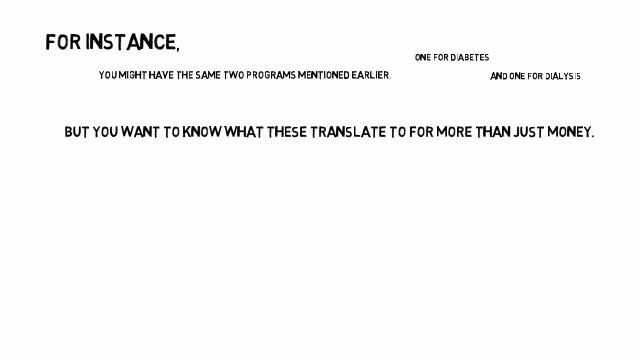 FOR INSTANCE,
YOU MIGHT HAVE THE SAME TWO PROGRAMS MENTIONED EARLIER.
ONE FOR DIABETES
AND ONE FOR DIALYSIS.
BUT YOU WANT TO KNOW WHAT THESE TRANSLATE TO FOR MORE THAN JUST MONEY.